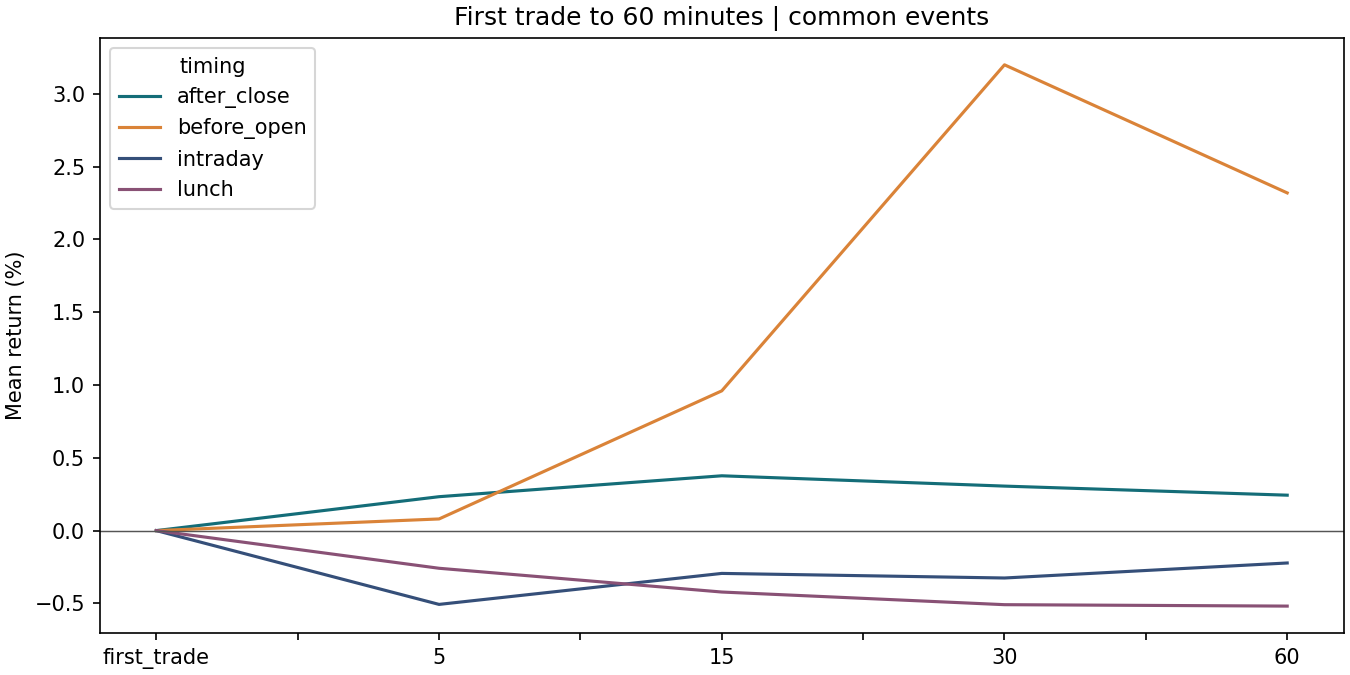 First trade to 60 minutes | common events
timing
after_close
before_open
intraday
lunch
Mean return (%)
3.0
2.5
2.0
1.5
1.0
0.5
0.0
−0.5
first_trade
5
15
30
60